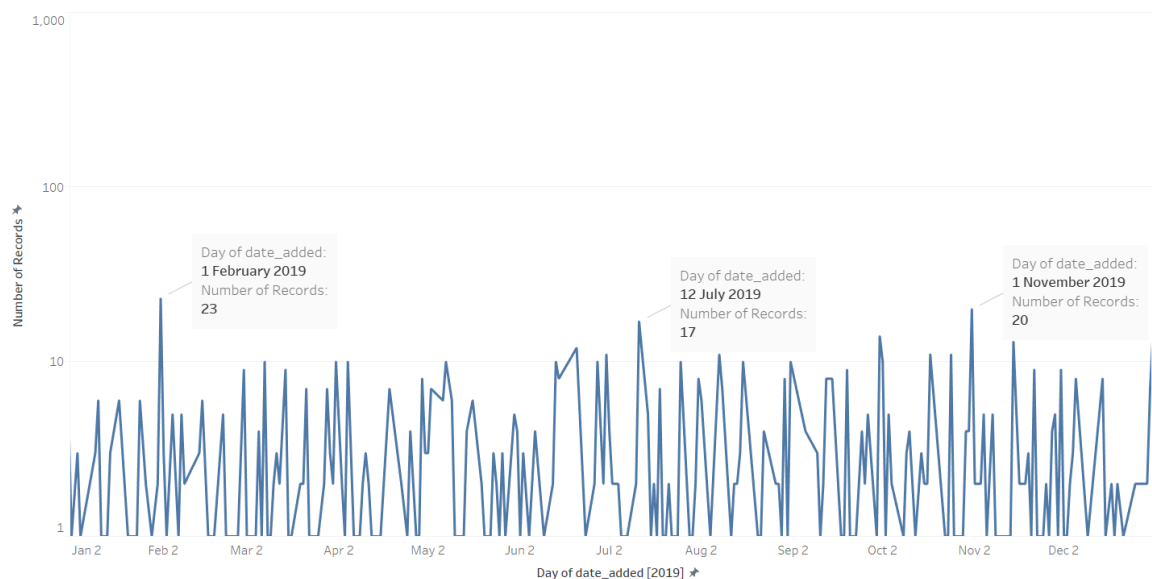 1,000
100
10
1
Number of Records
Day of date_added:
1 February 2019
Number of Records:
23
Day of date_added:
12 July 2019
Number of Records:
17
Day of date_added:
1 November 2019
Number of Records:
20
Jan 2 Feb 2 Mar 2 Apr 2 May 2 Jun 2 Jul 2 Aug 2 Sep 2 Oct 2 Nov 2 Dec 2
Day of date_added [2019]